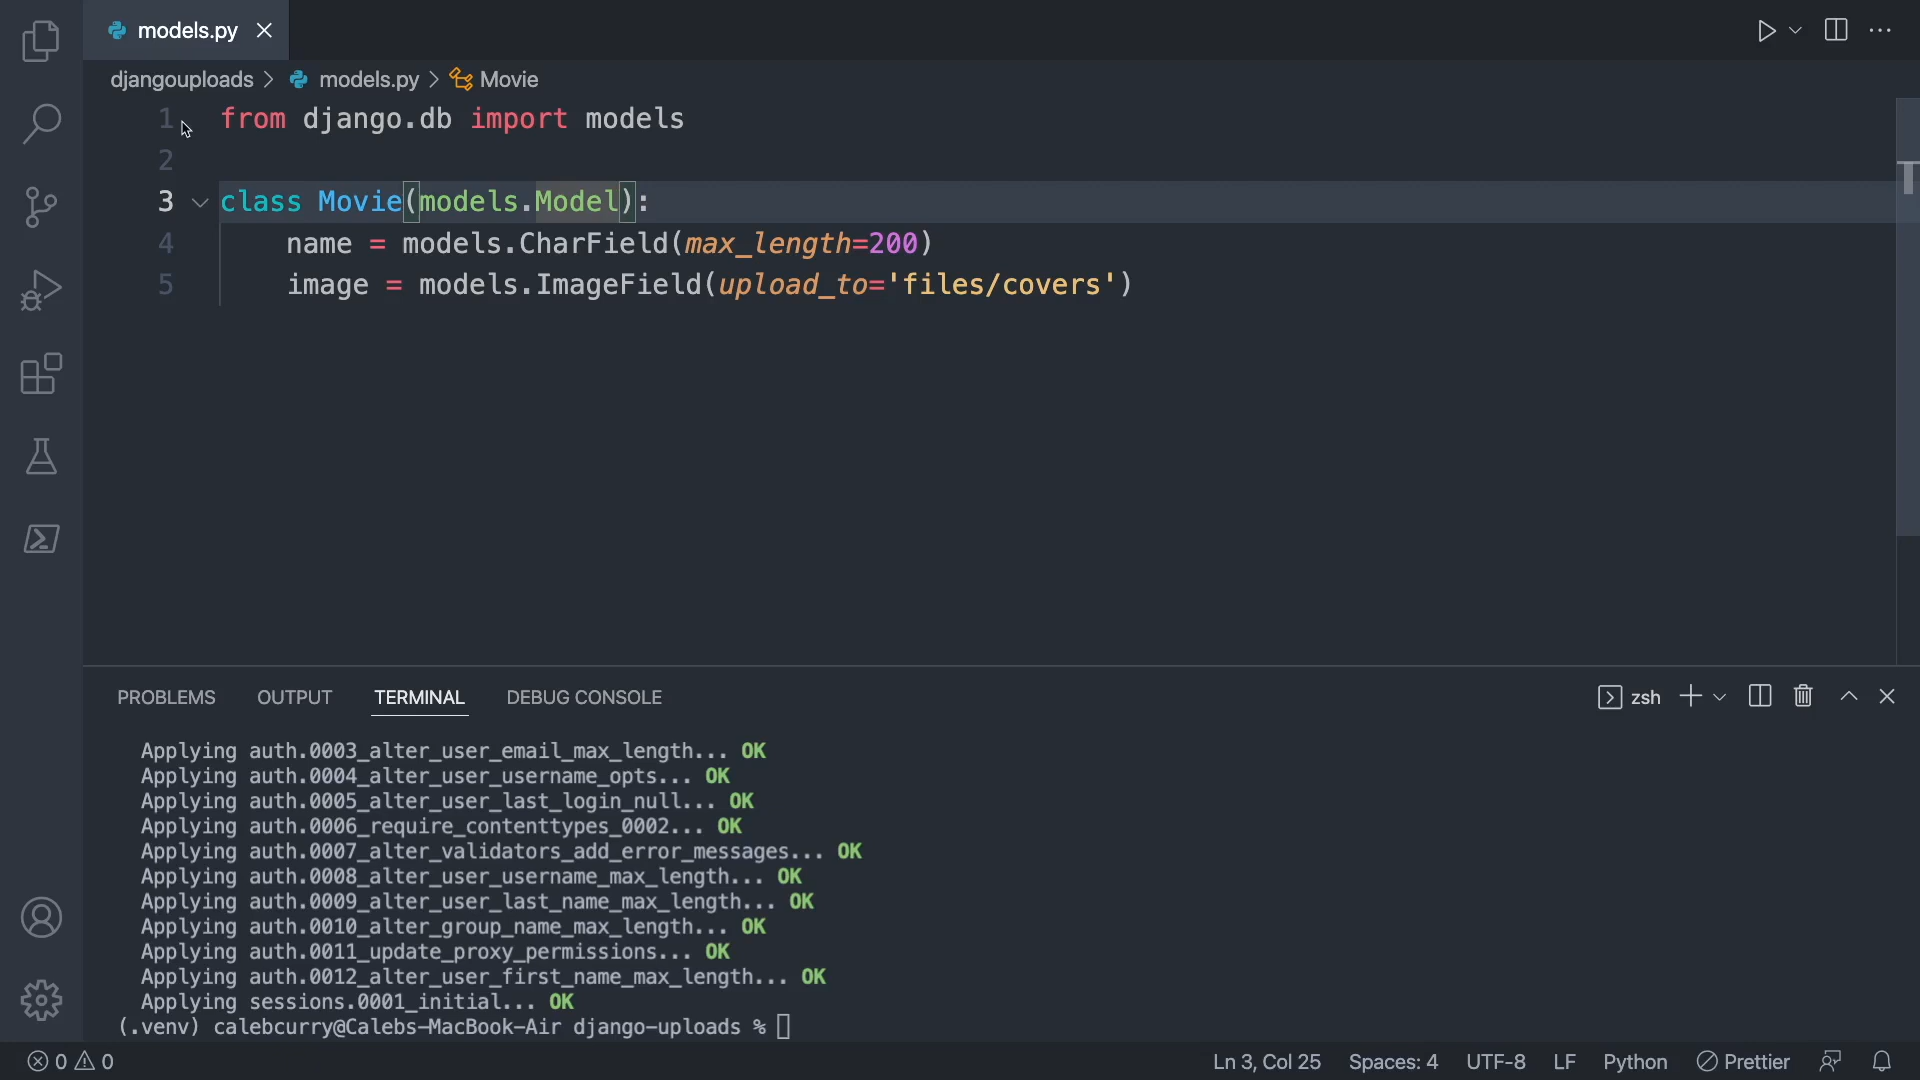 models.py
djangouploads > models.py > Movie
1 from django.db import models
2
3 class Movie(models.Model):
4 name = models.CharField(max_length=200)
5 image = models.ImageField(upload_to='files/covers')
PROBLEMS OUTPUT TERMINAL DEBUG CONSOLE zsh
Applying auth.0003_alter_user_email_max_length... OK
Applying auth.0004_alter_user_username_opts... OK
Applying auth.0005_alter_user_last_login_null... OK
Applying auth.0006_require_contenttypes_0002... OK
Applying auth.0007_alter_validators_add_error_messages... OK
Applying auth.0008_alter_user_username_max_length... OK
Applying auth.0009_alter_user_last_name_max_length... OK
Applying auth.0010_alter_group_name_max_length... OK
Applying auth.0011_update_proxy_permissions... OK
Applying auth.0012_alter_user_first_name_max_length... OK
Applying sessions.0001_initial... OK
(.venv) calebcurry@Calebs-MacBook-Air django-uploads %
0 0 Ln 3, Col 25 Spaces: 4 UTF-8 LF Python Prettier